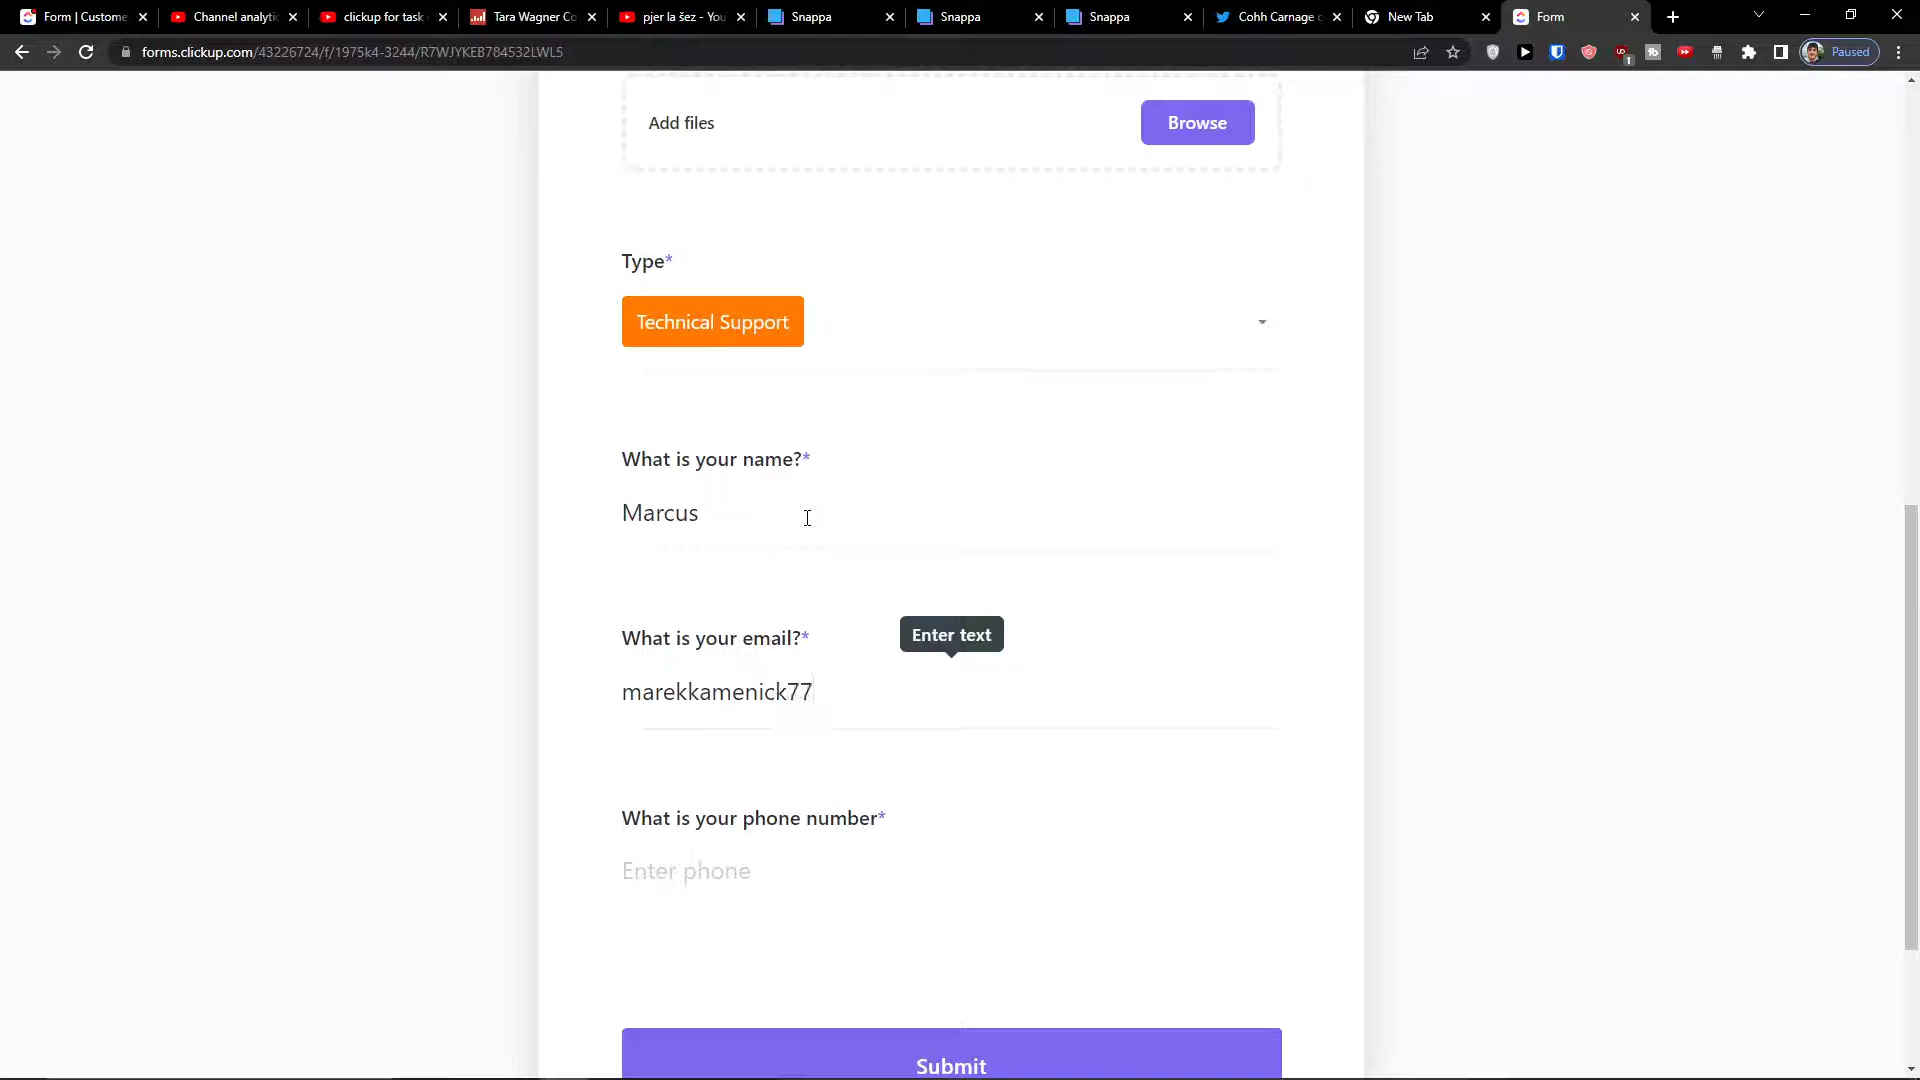 Form | Custome
Channel analytic
clickup for task
Tara Wagner Co
pjer la šez - You
Snappa
Snappa
Snappa
Cohh Carnage c
New Tab
Form
forms.clickup.com/43226724/f/1975k4-3244/R7WJYKEB784532LWL5
Paused
Add files
Browse
Type*
Technical Support
What is your name?*
Marcus
Enter text
What is your email?*
marekkamenick77
What is your phone number*
Enter phone
Submit